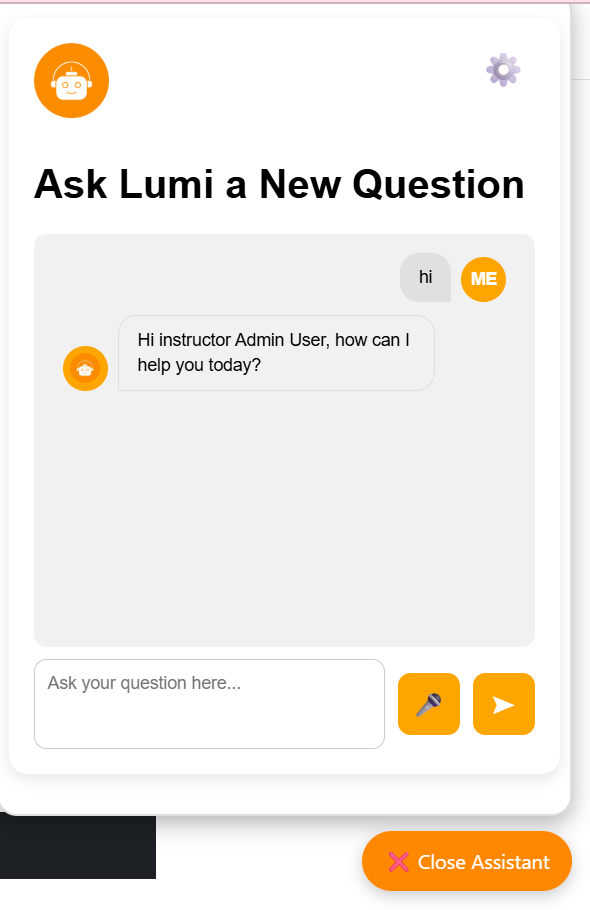 Ask Lumi a New Question
hi
ME
Hi instructor Admin User, how can I
help you today?
Ask your question here...
Close Assistant